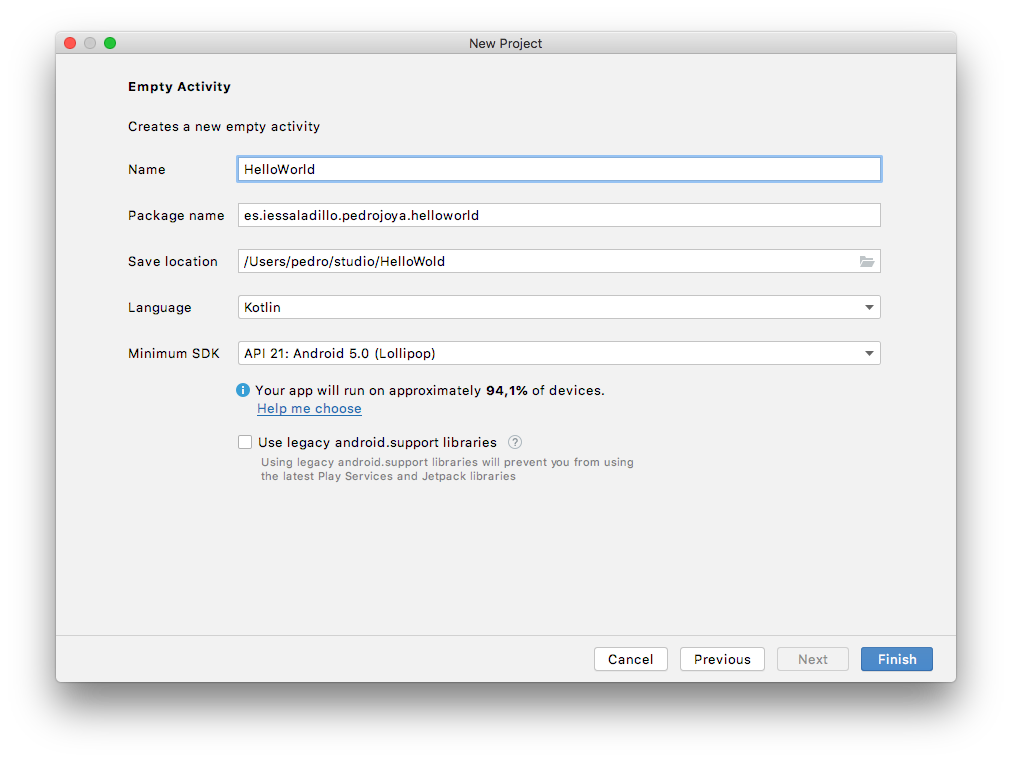 New Project
Empty Activity
Creates a new empty activity
Name HelloWorld
Package name es.iessaladillo.pedrojoya.helloworld
Save location /Users/pedro/studio/HelloWold
Language Kotlin
Minimum SDK API 21: Android 5.0 (Lollipop)
i Your app will run on approximately 94,1% of devices.
Help me choose
Use legacy android.support libraries ?
Using legacy android.support libraries will prevent you from using
the latest Play Services and Jetpack libraries
Cancel Previous Next Finish